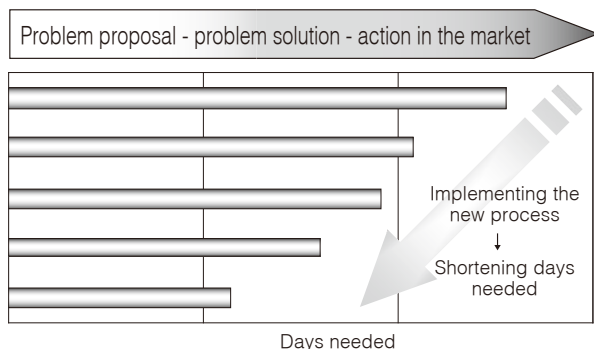 Problem proposal - problem solution - action in the market
Implementing the
new process
↓
Shortening days
needed
Days needed